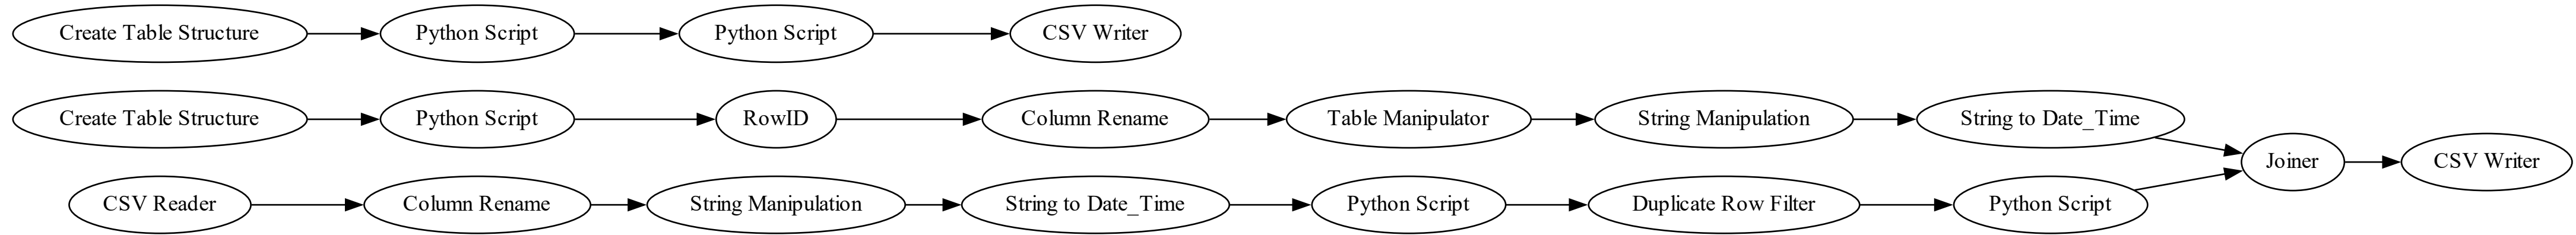 Create Table Structure
Python Script
Python Script
CSV Writer
Create Table Structure
Python Script
RowID
Column Rename
Table Manipulator
String Manipulation
String to Date_Time
Joiner
CSV Writer
CSV Reader
Column Rename
String Manipulation
String to Date_Time
Python Script
Duplicate Row Filter
Python Script